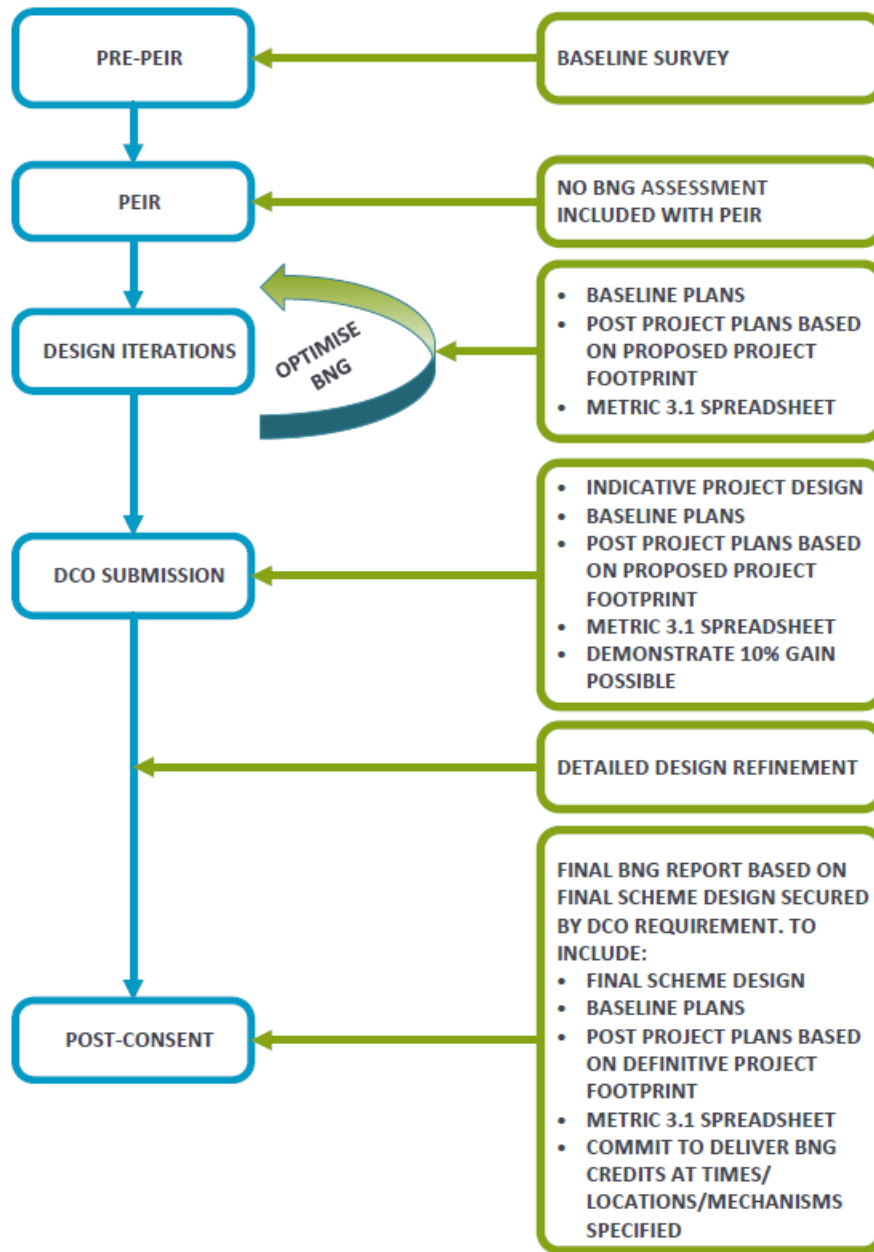 PRE-PEIR
BASELINE SURVEY
PEIR
NO BNG ASSESSMENT
INCLUDED WITH PEIR
DESIGN ITERATIONS
OPTIMISE
BNG
• BASELINE PLANS
• POST PROJECT PLANS BASED
ON PROPOSED PROJECT
FOOTPRINT
• METRIC 3.1 SPREADSHEET
DCO SUBMISSION
• INDICATIVE PROJECT DESIGN
• BASELINE PLANS
• POST PROJECT PLANS BASED
ON PROPOSED PROJECT
FOOTPRINT
• METRIC 3.1 SPREADSHEET
• DEMONSTRATE 10% GAIN
POSSIBLE
DETAILED DESIGN REFINEMENT
POST-CONSENT
FINAL BNG REPORT BASED ON
FINAL SCHEME DESIGN SECURED
BY DCO REQUIREMENT. TO
INCLUDE:
• FINAL SCHEME DESIGN
• BASELINE PLANS
• POST PROJECT PLANS BASED
ON DEFINITIVE PROJECT
FOOTPRINT
• METRIC 3.1 SPREADSHEET
• COMMIT TO DELIVER BNG
CREDITS AT TIMES/
LOCATIONS/MECHANISMS
SPECIFIED